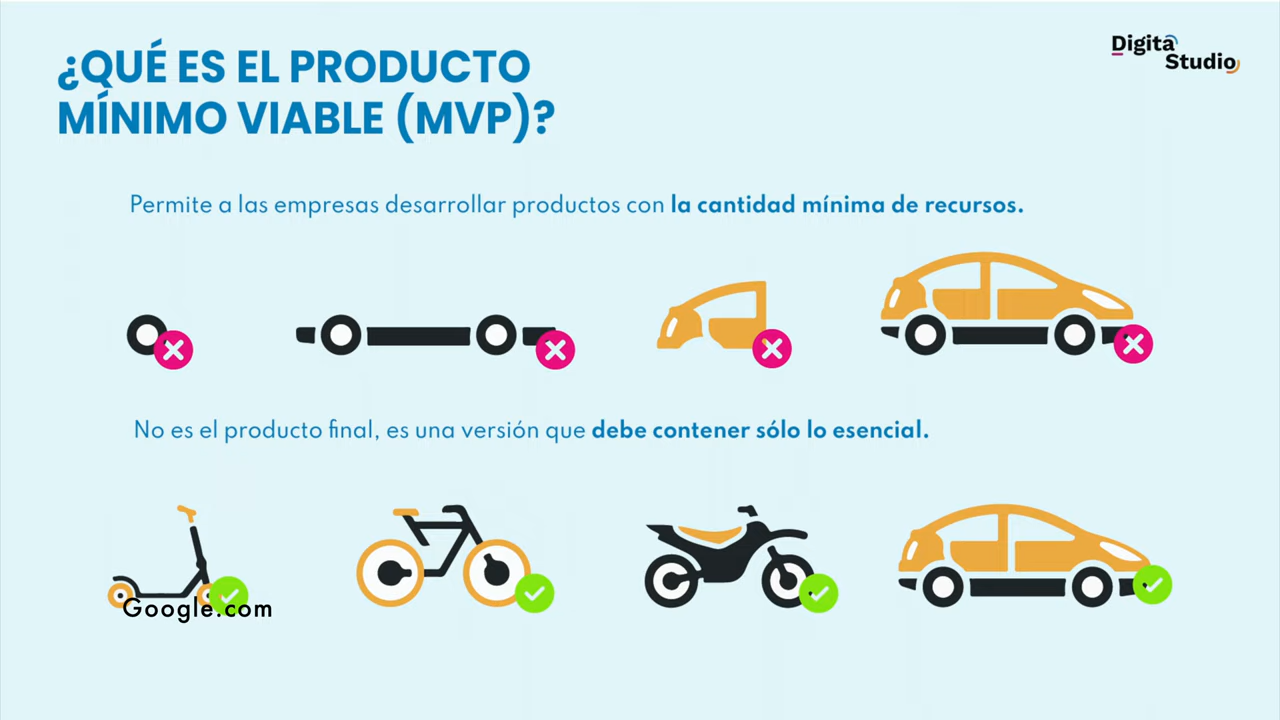 ¿QUÉ ES EL PRODUCTO
MÍNIMO VIABLE (MVP)?
Digita
Studio
Permite a las empresas desarrollar productos con la cantidad mínima de recursos.
No es el producto final, es una versión que debe contener sólo lo esencial.
Google.com